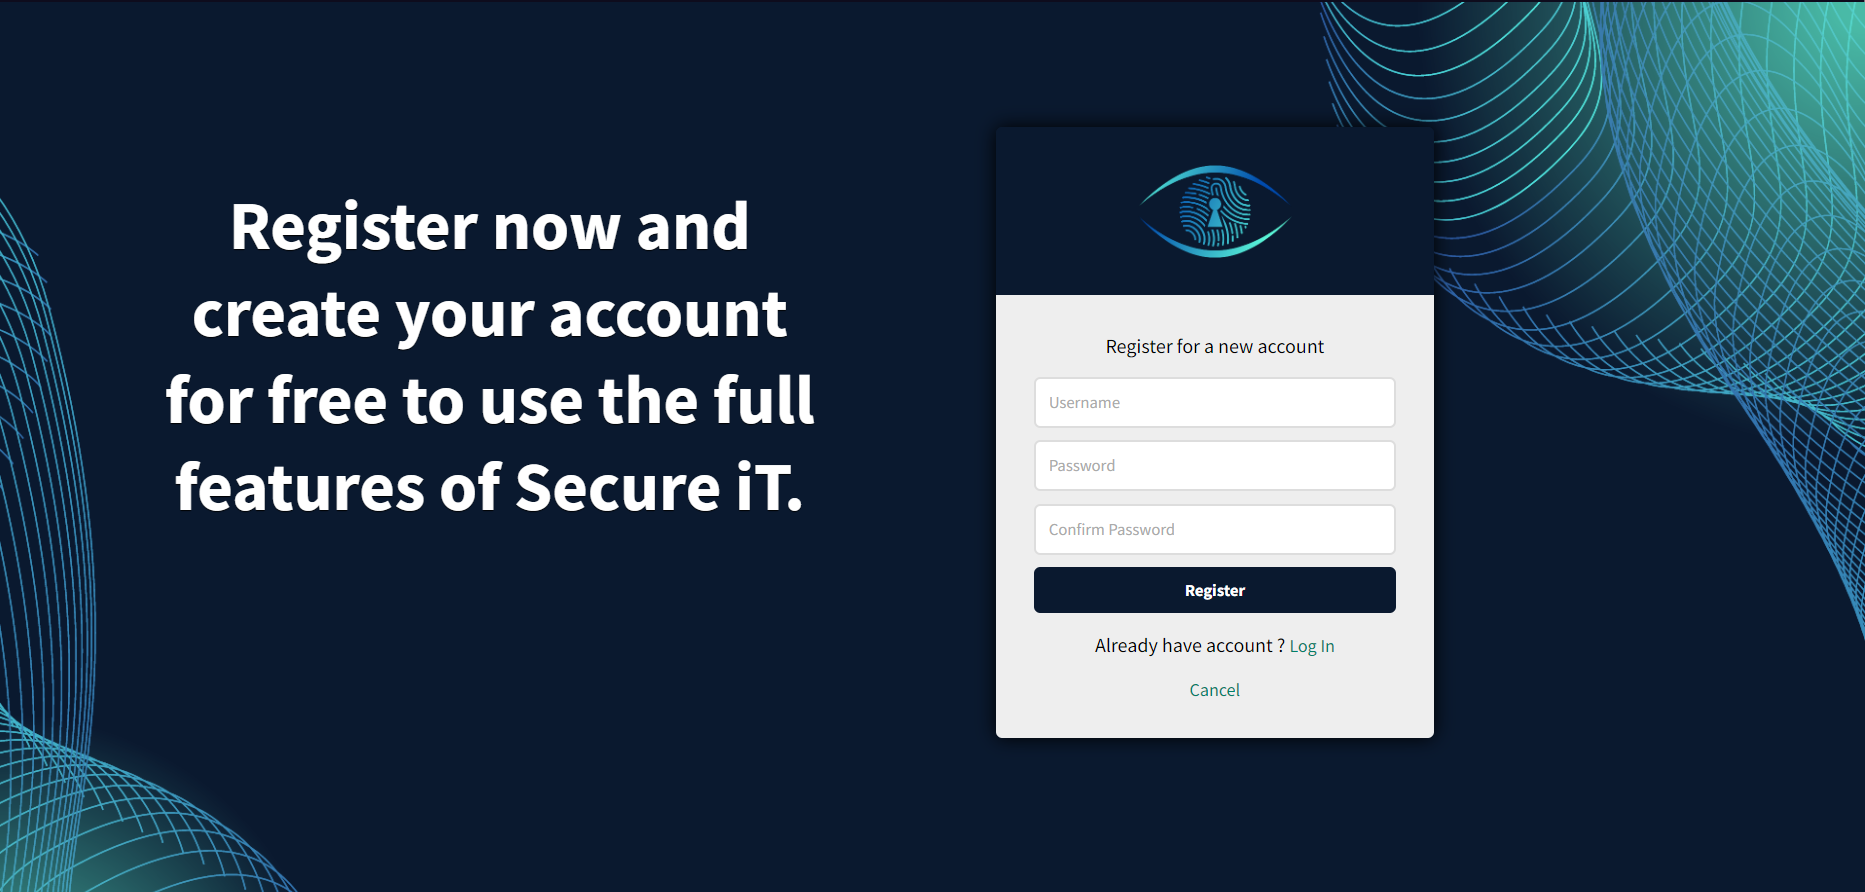 Register now and
create your account
for free to use the full
features of Secure iT.
Register for a new account
Username
Password
Confirm Password
Register
Already have account ? Log In
Cancel